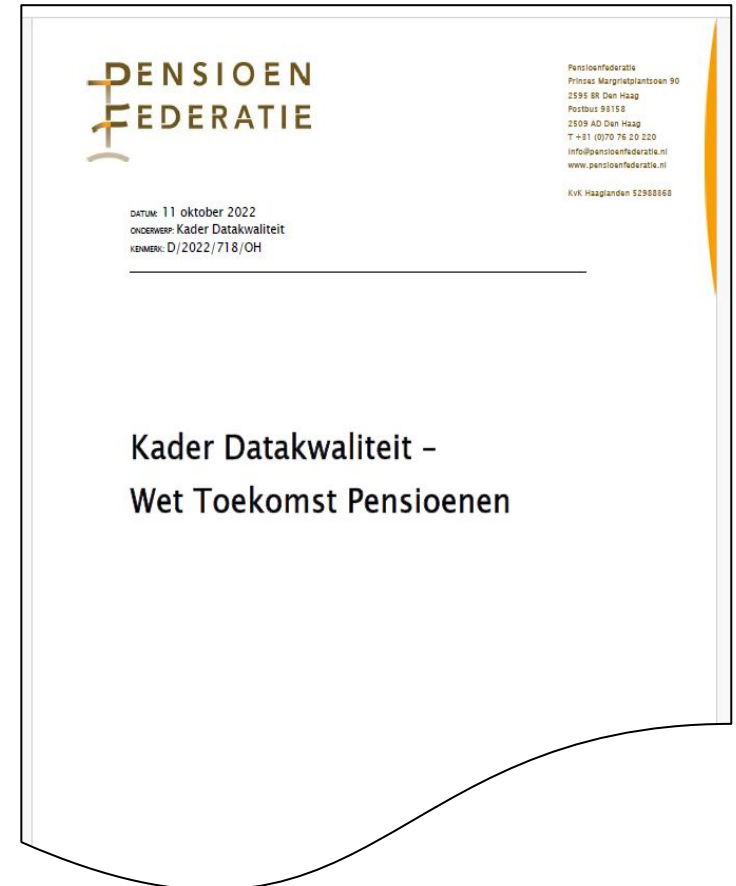 PENSIOEN
FEDERATIE
Pensioenfederatie
Prinses Margrietplantsoen 90
2595 BR Den Haag
Postbus 93158
2509 AD Den Haag
T +31 (0)70 76 20 220
info@pensioenfederatie.nl
www.pensioenfederatie.nl
KvK Haaglanden 52988368
DATUM: 11 oktober 2022
ONDERWERP: Kader Datakwaliteit
KENMERK: D/2022/718/OH
Kader Datakwaliteit –
Wet Toekomst Pensioenen